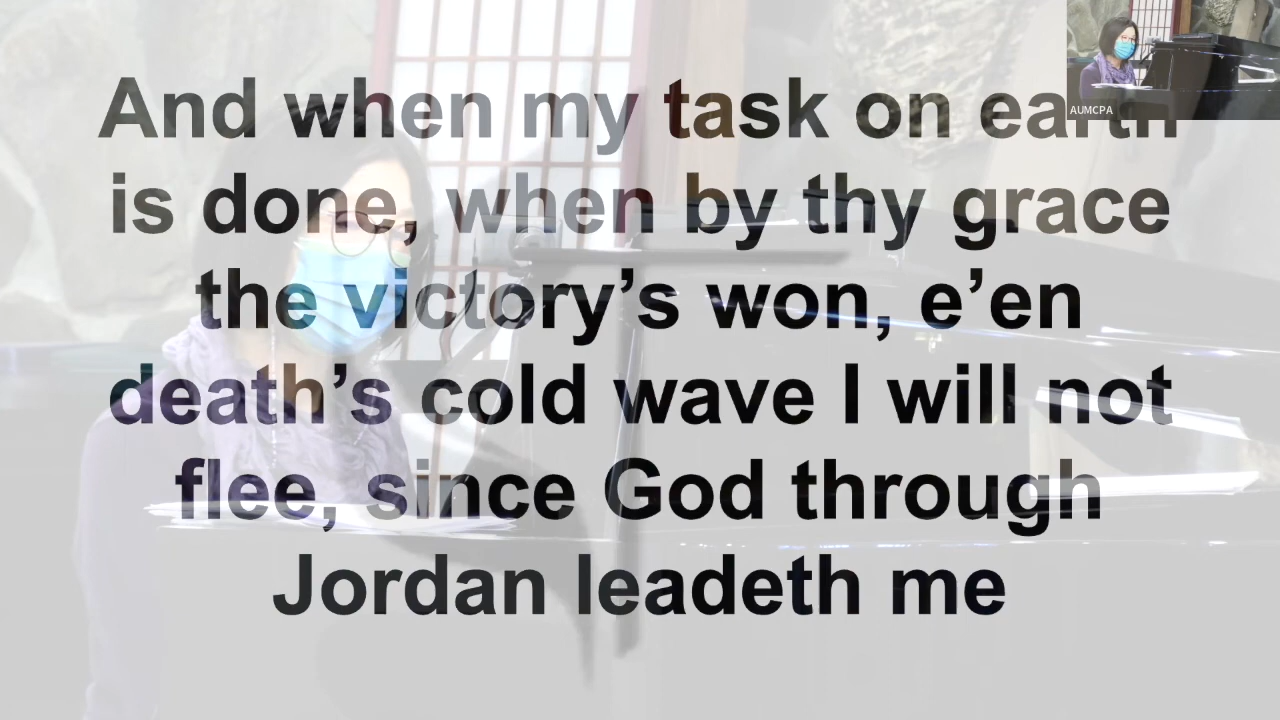 And when my task on earth
is done, when by thy grace
the victory’s won, e’en
death’s cold wave I will not
flee, since God through
Jordan leadeth me
AUMCPA